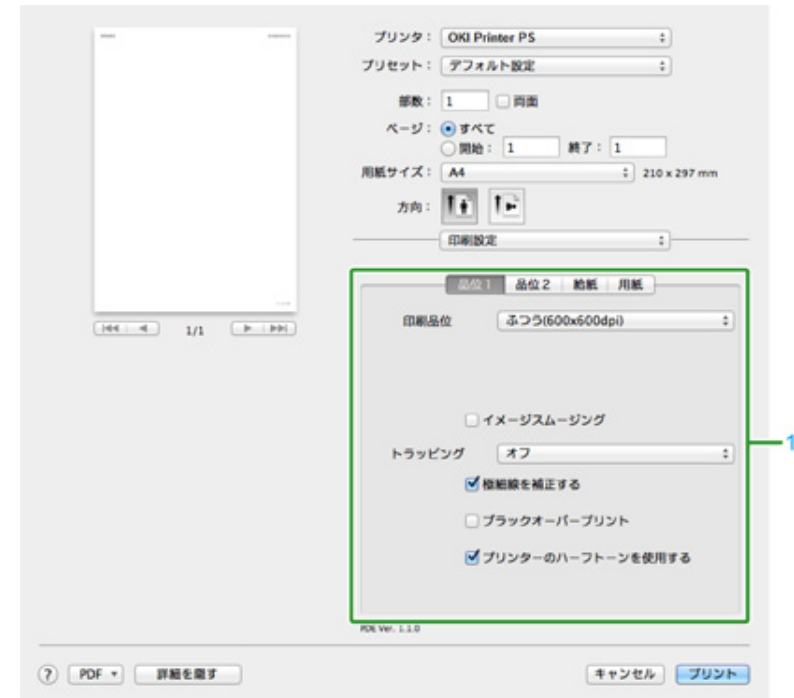 プリンタ： OKI Printer PS
プリセット： デフォルト設定
部数： 1 両面
ページ： すべて
開始： 1 終了： 1
用紙サイズ： A4 210 x 297 mm
方向：
印刷設定
品位1 品位2 給紙 用紙
印刷品位 ふつう(600x600dpi)
1/1
イメージスムージング
トラッピング オフ
1
極細線を補正する
ブラックオーバープリント
プリンターのハーフトーンを使用する
PDE Ver. 1.1.0
? PDF 詳細を隠す キャンセル プリント